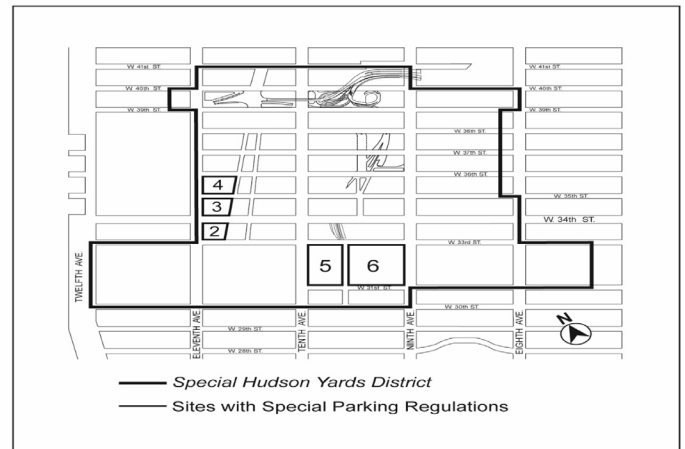 W. 41st ST.
W. 41st ST.
W. 40th ST.
W. 40th ST.
W. 39th ST.
W. 39th ST.
W. 38th ST.
W. 37th ST.
W. 36th ST.
4
W. 35th ST.
3
W. 34th ST.
2
W. 33rd ST.
5
6
TWELFTH AVE.
W. 31st ST.
W. 30th ST.
ELEVENTH AVE.
TENTH AVE.
NINTH AVE.
EIGHTH AVE.
N
W. 29th ST.
W. 28th ST.
Special Hudson Yards District
Sites with Special Parking Regulations